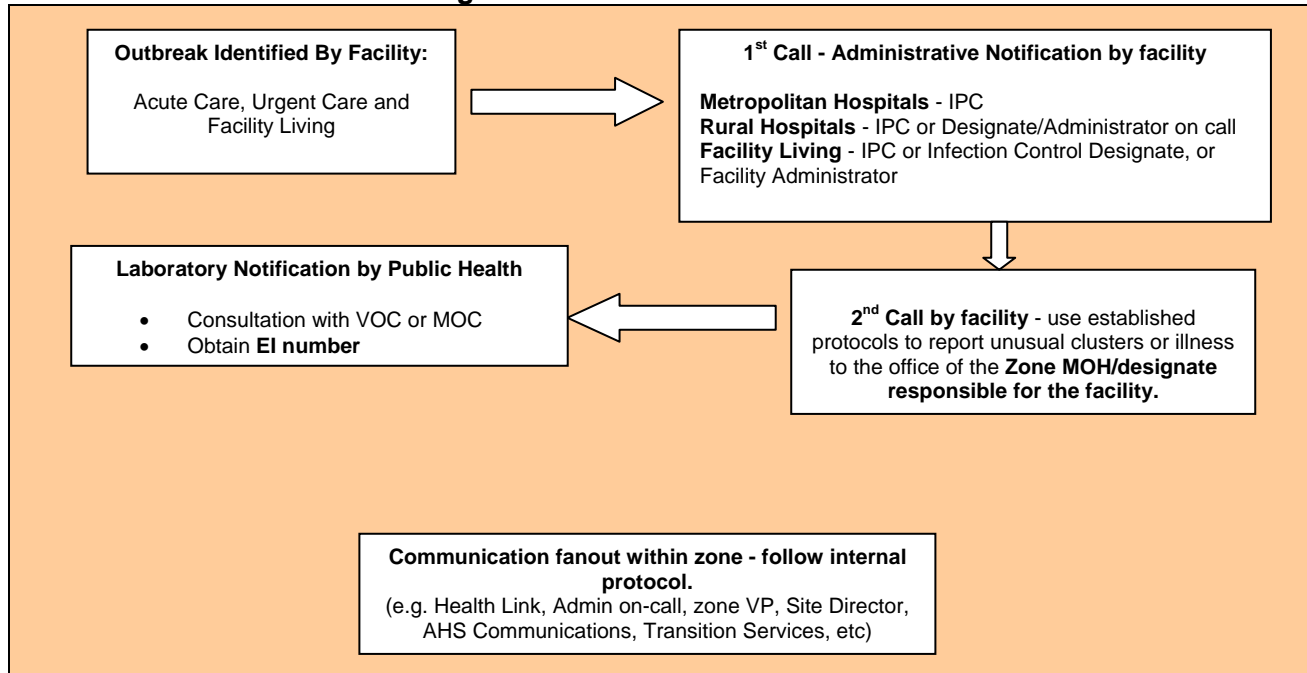 Outbreak Identified By Facility:
Acute Care, Urgent Care and
Facility Living
1st Call - Administrative Notification by facility
Metropolitan Hospitals - IPC
Rural Hospitals - IPC or Designate/Administrator on call
Facility Living - IPC or Infection Control Designate, or
Facility Administrator
2nd Call by facility - use established
protocols to report unusual clusters or illness
to the office of the Zone MOH/designate
responsible for the facility.
Laboratory Notification by Public Health
• Consultation with VOC or MOC
• Obtain EI number
Communication fanout within zone - follow internal
protocol.
(e.g. Health Link, Admin on-call, zone VP, Site Director,
AHS Communications, Transition Services, etc)